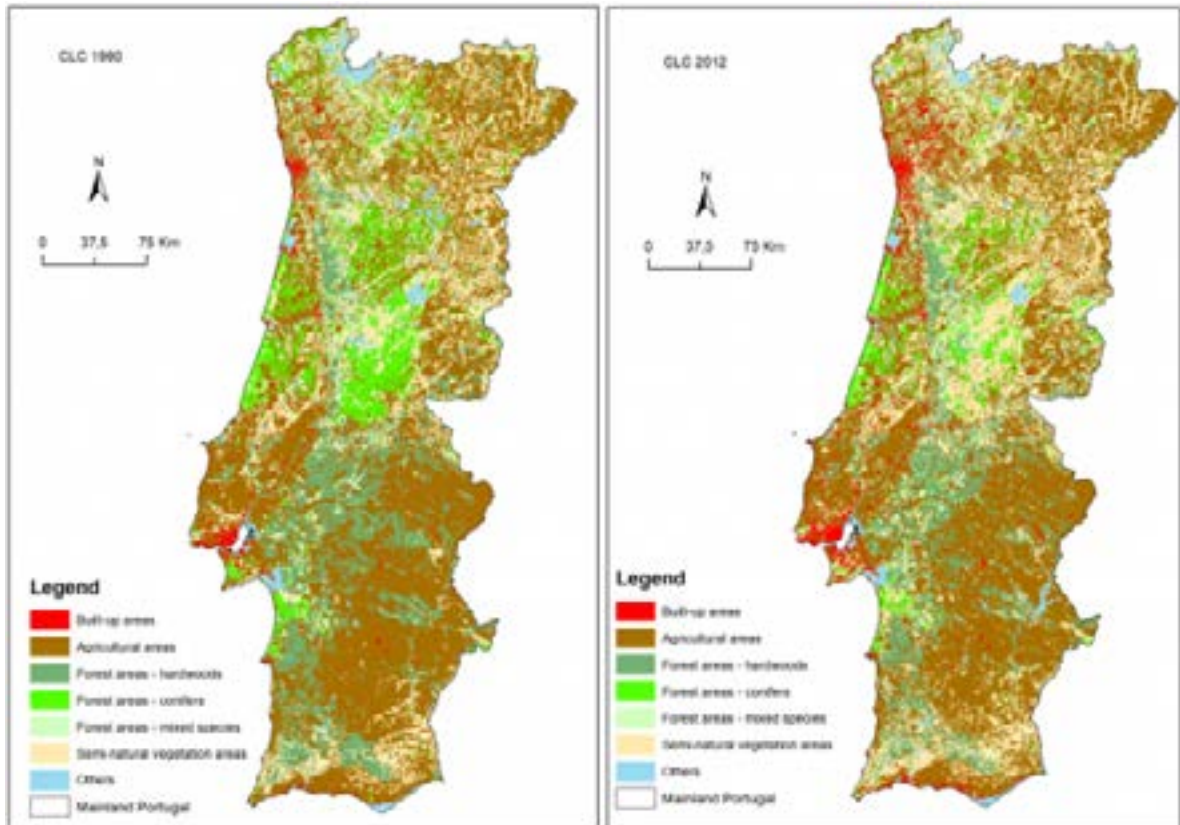 CLC 1990
N
0 37,5 75 Km
Legend
Built-up areas
Agricultural areas
Forest areas - hardwoods
Forest areas - conifers
Forest areas - mixed species
Semi-natural vegetation areas
Others
Mainland Portugal
CLC 2012
N
0 37,5 75 Km
Legend
Built-up areas
Agricultural areas
Forest areas - hardwoods
Forest areas - conifers
Forest areas - mixed species
Semi-natural vegetation areas
Others
Mainland Portugal